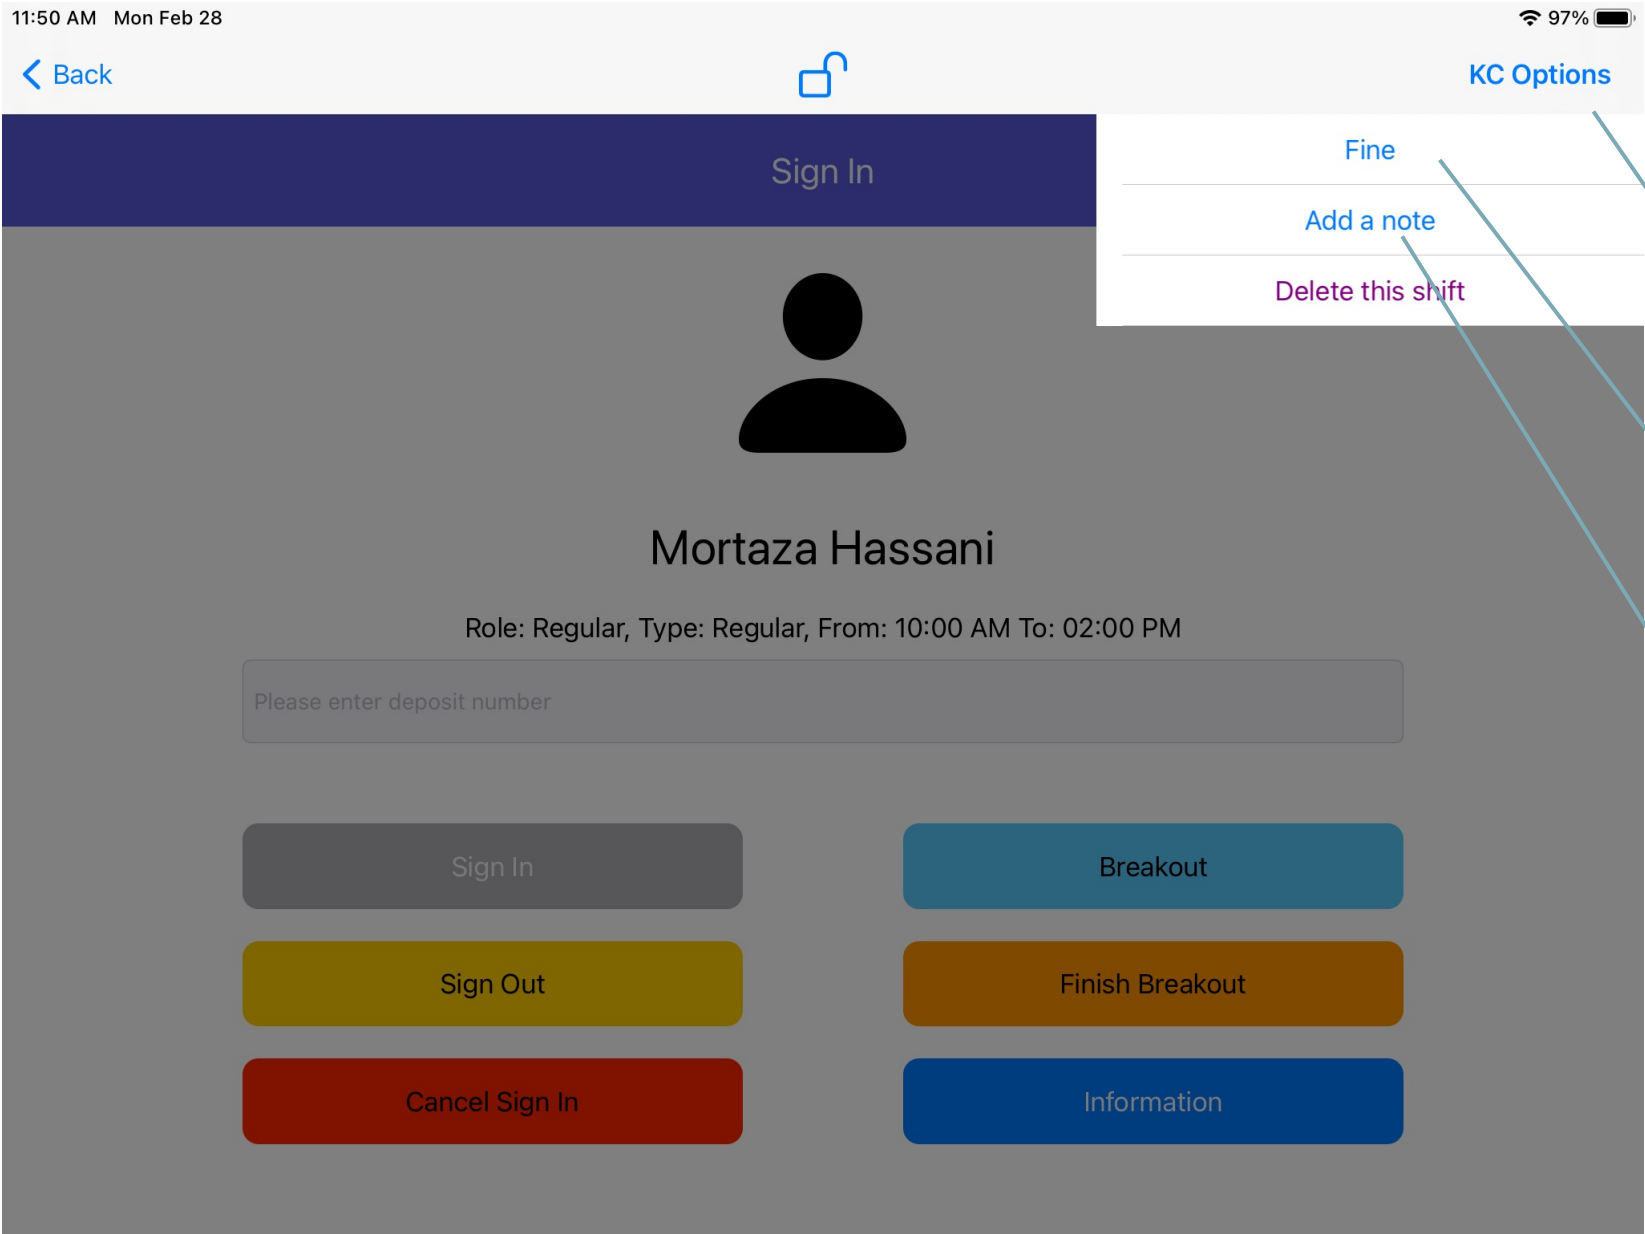 11:50 AM Mon Feb 28 97%
Back KC Options
Fine
Sign In
Add a note
Delete this shift
Mortaza Hassani
Role: Regular, Type: Regular, From: 10:00 AM To: 02:00 PM
Please enter deposit number
Sign In Breakout
Sign Out Finish Breakout
Cancel Sign In Information